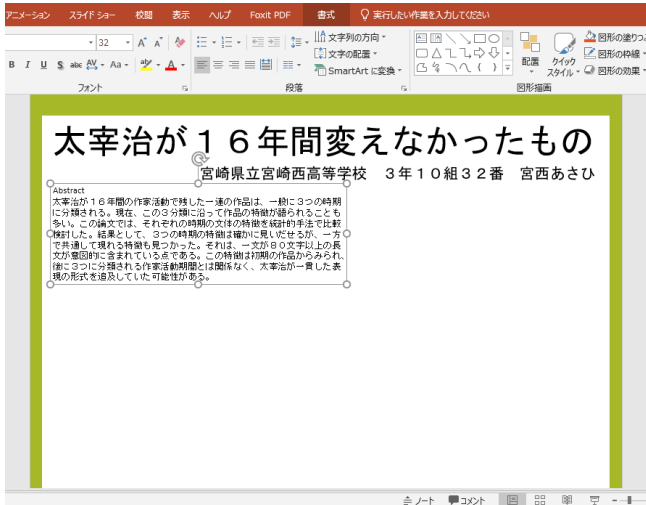 アニメーション スライド ショー 校閲 表示 ヘルプ Foxit PDF 書式 実行したい作業を入力してください
32 A A 文字列の方向 図形の塗りつぶ
文字の配置 配置 クイック 図形の枠線
B I U S abc AV Aa ab A SmartArt に変換 スタイル 図形の効果
フォント 段落 図形描画
太宰治が１６年間変えなかったもの
宮崎県立宮崎西高等学校 ３年１０組３２番 宮西あさひ
Abstract
太宰治が１６年間の作家活動で残した一連の作品は、一般に３つの時期
に分類される。現在、この３分類に沿って作品の特徴が語られることも
多い。この論文では、それぞれの時期の文体の特徴を統計的手法で比較
検討した。結果として、３つの時期の特徴は確かに見いだせるが、一方
で共通して現れる特徴も見つかった。それは、一文が８０文字以上の長
文が意図的に含まれている点である。この特徴は初期の作品からみられ、
後に３つに分類される作家活動期間とは関係なく、太宰治が一貫した表
現の形式を追及していた可能性がある。
ノート コメント